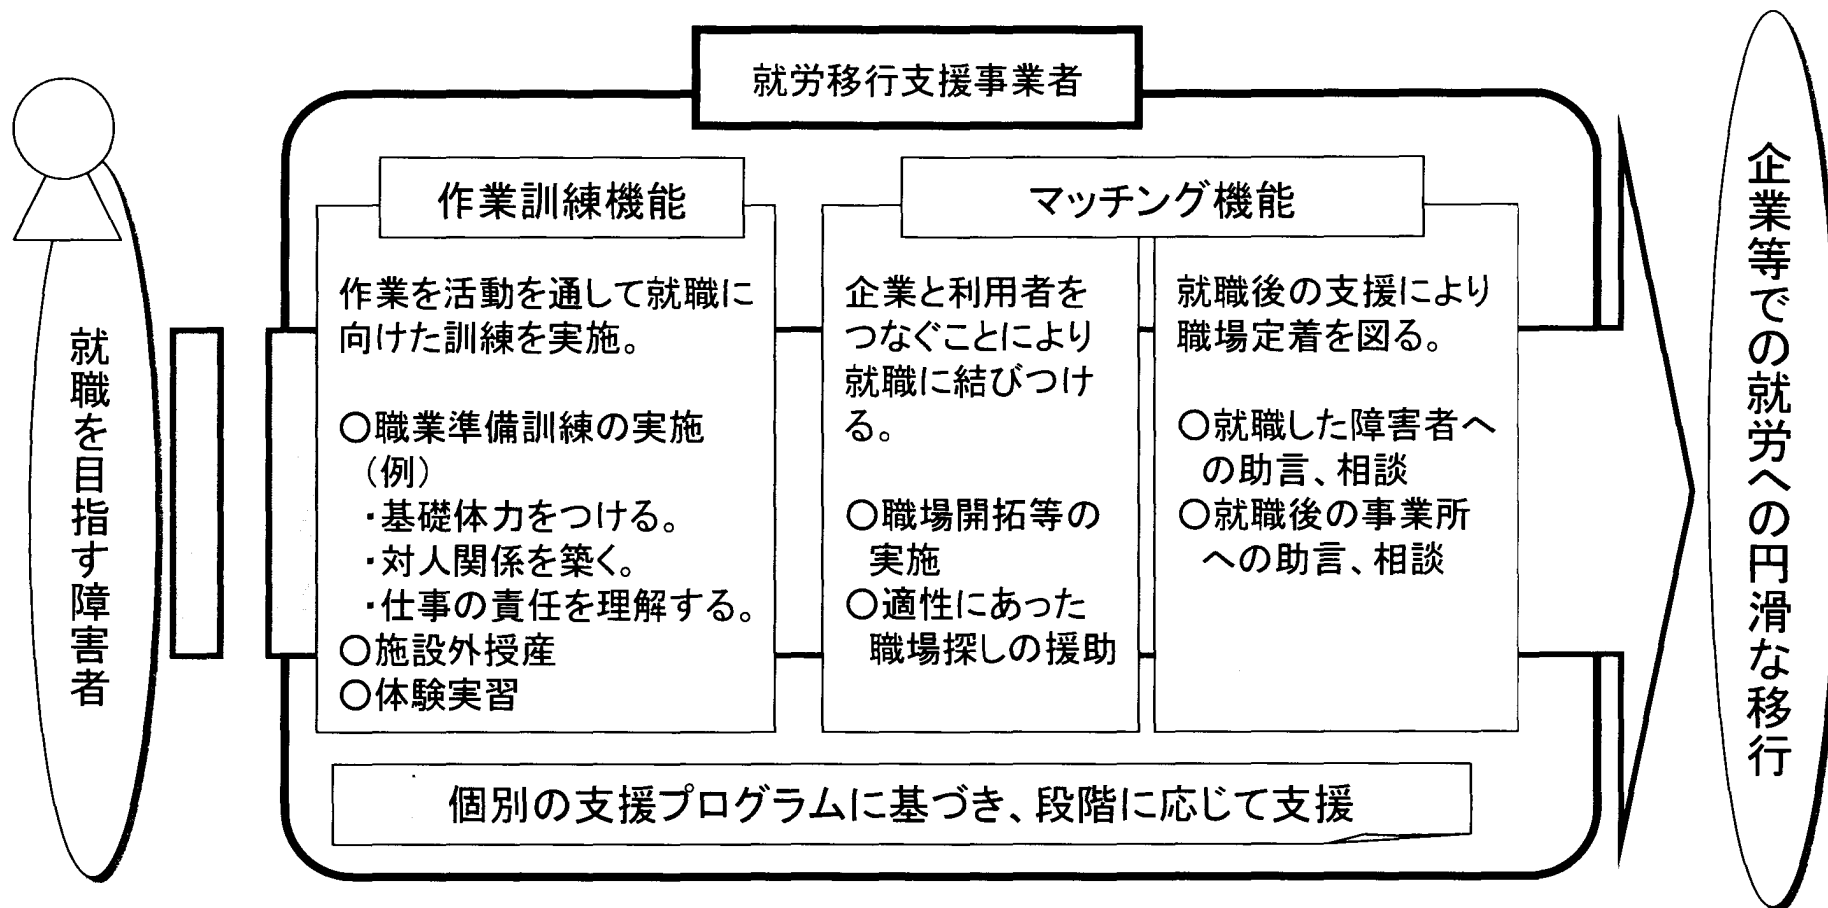 就労移行支援事業者
就職を目指す障害者
作業訓練機能
作業を活動を通して就職に
向けた訓練を実施。
○職業準備訓練の実施
(例)
・基礎体力をつける。
・対人関係を築く。
・仕事の責任を理解する。
○施設外授産
○体験実習
マッチング機能
企業と利用者を
つなぐことにより
就職に結びつけ
る。
○職場開拓等の
実施
○適性にあった
職場探しの援助
就職後の支援により
職場定着を図る。
○就職した障害者へ
の助言、相談
○就職後の事業所
への助言、相談
個別の支援プログラムに基づき、段階に応じて支援
企業等での就労への円滑な移行